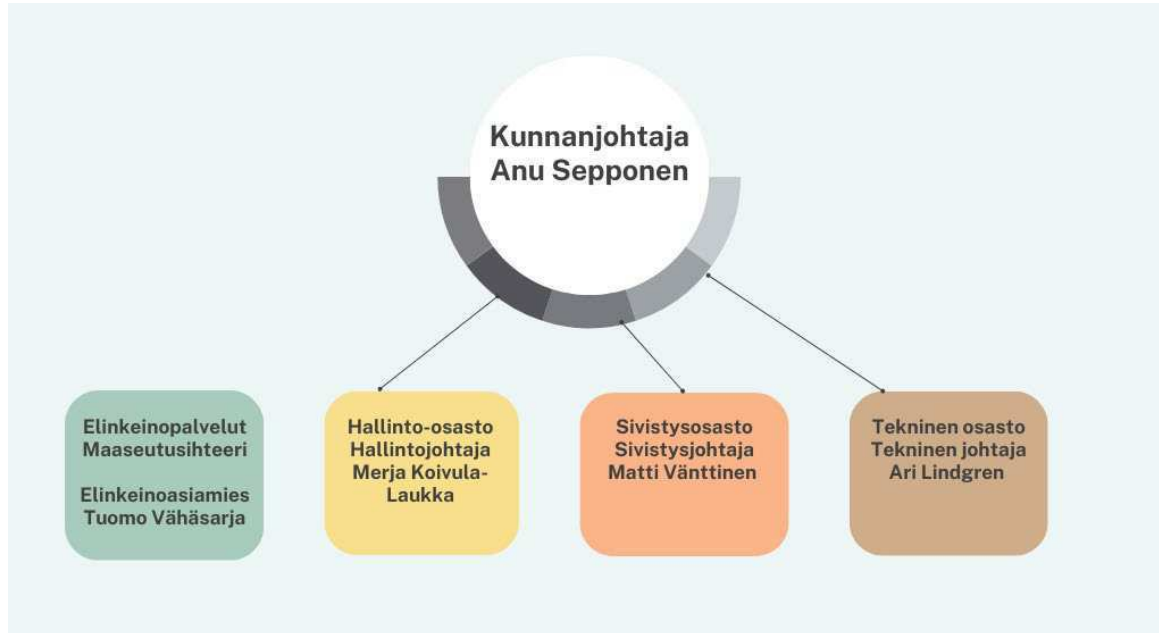 Kunnanjohtaja
Anu Sepponen
Elinkeinopalvelut
Maaseutusihteeri
Elinkeinoasiamies
Tuomo Vähäsarja
Hallinto-osasto
Hallintojohtaja
Merja Koivula-
Laukka
Sivistysosasto
Sivistysjohtaja
Matti Vänttinen
Tekninen osasto
Tekninen johtaja
Ari Lindgren